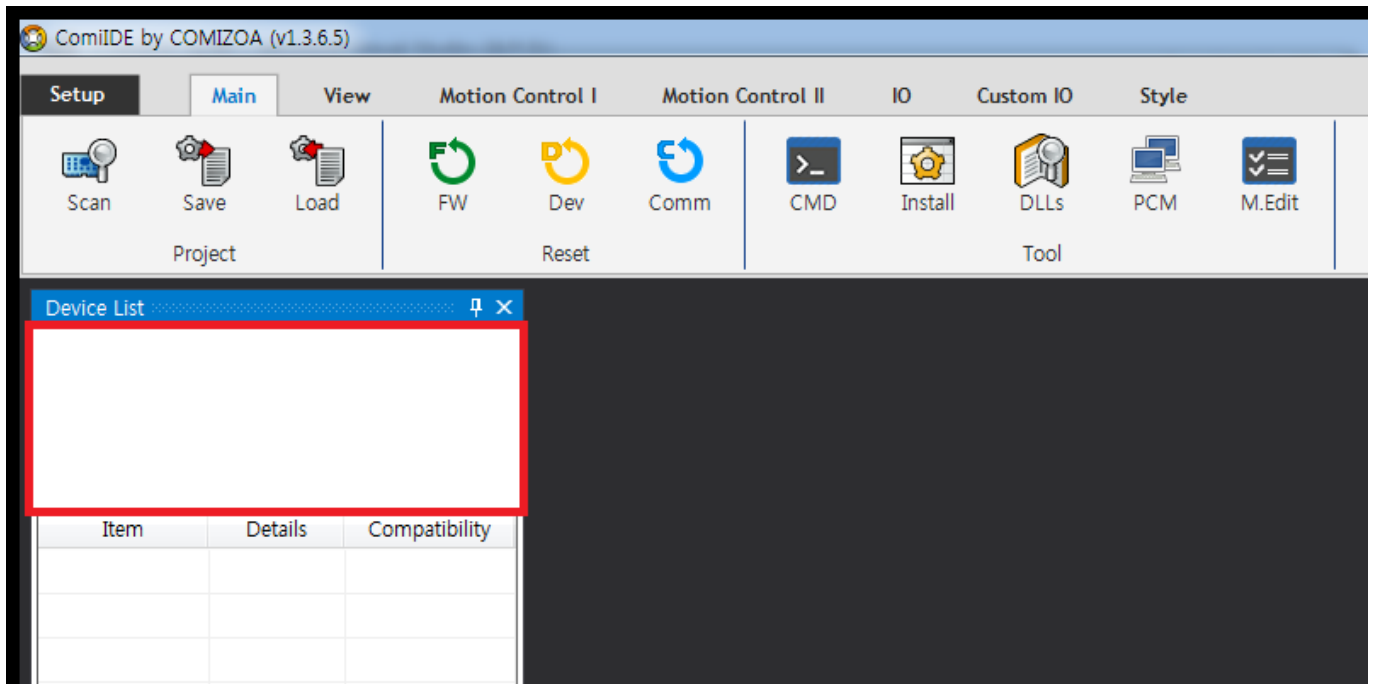 ComiIDE by COMIZOA (v1.3.6.5)
Setup Main View Motion Control I Motion Control II IO Custom IO Style
Scan Save Load FW Dev Comm CMD Install DLLs PCM M.Edit
Project Reset Tool
Device List
Item Details Compatibility